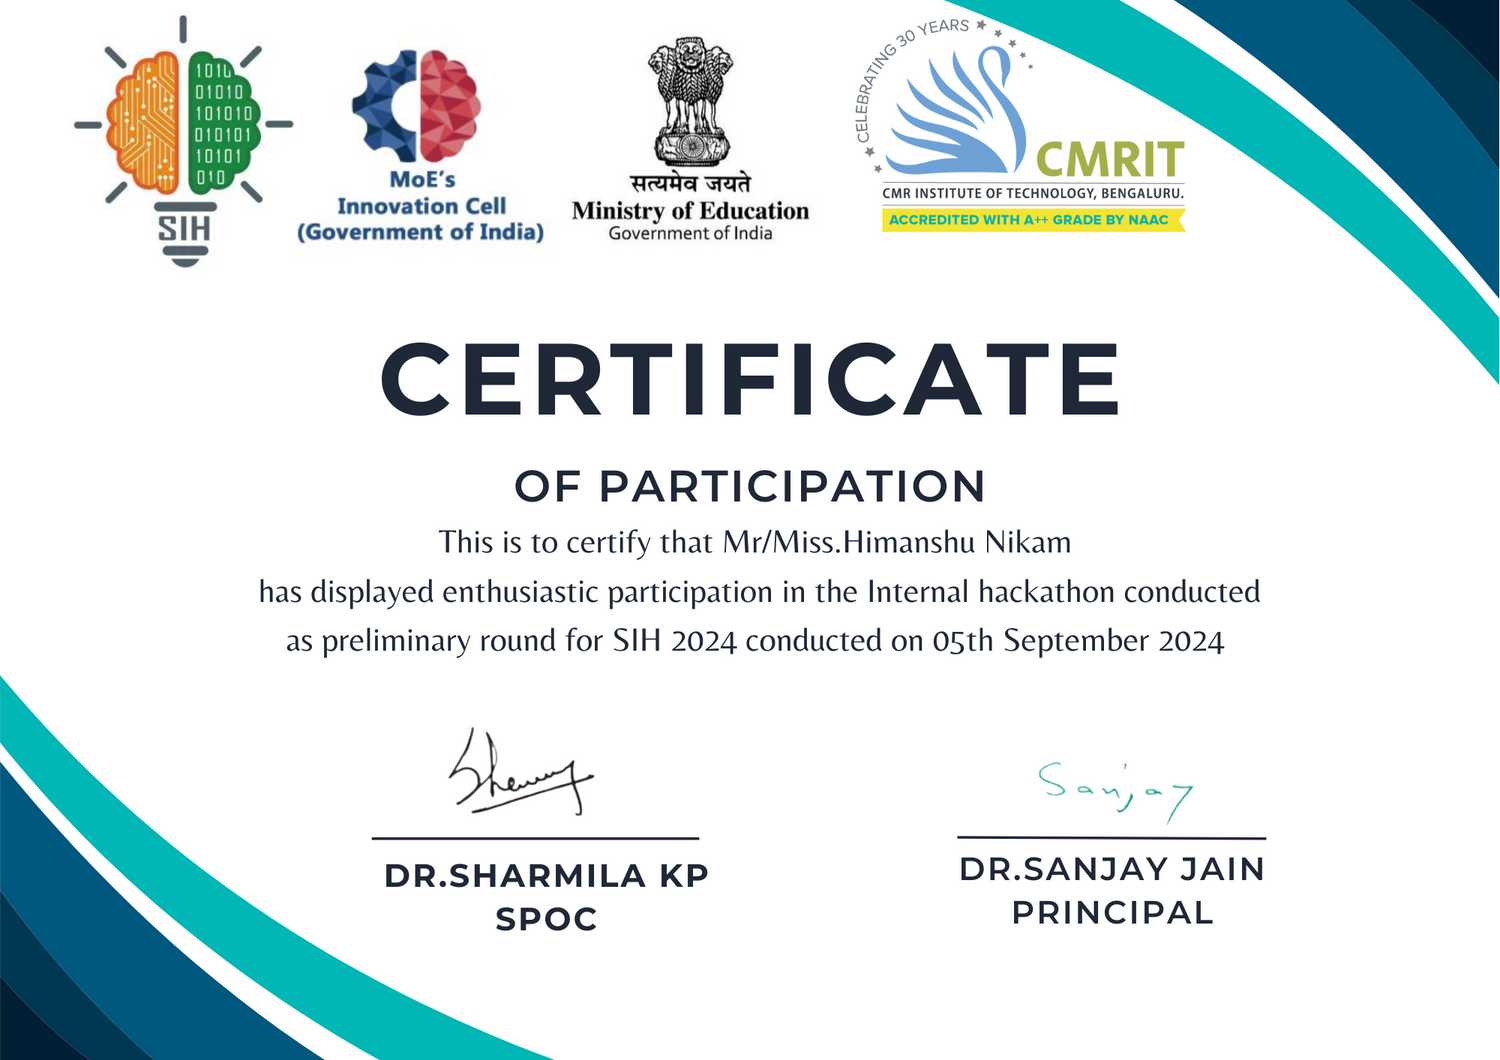 1010
01010
101010
010101
10101
010
SIH
MoE's
Innovation Cell
(Government of India)
सत्यमेव जयते
Ministry of Education
Government of India
CELEBRATING 30 YEARS
CMRIT
CMR INSTITUTE OF TECHNOLOGY, BENGALURU.
ACCREDITED WITH A++ GRADE BY NAAC
CERTIFICATE
OF PARTICIPATION
This is to certify that Mr/Miss.Himanshu Nikam
has displayed enthusiastic participation in the Internal hackathon conducted
as preliminary round for SIH 2024 conducted on 05th September 2024
Sanjay
DR.SHARMILA KP
SPOC
DR.SANJAY JAIN
PRINCIPAL